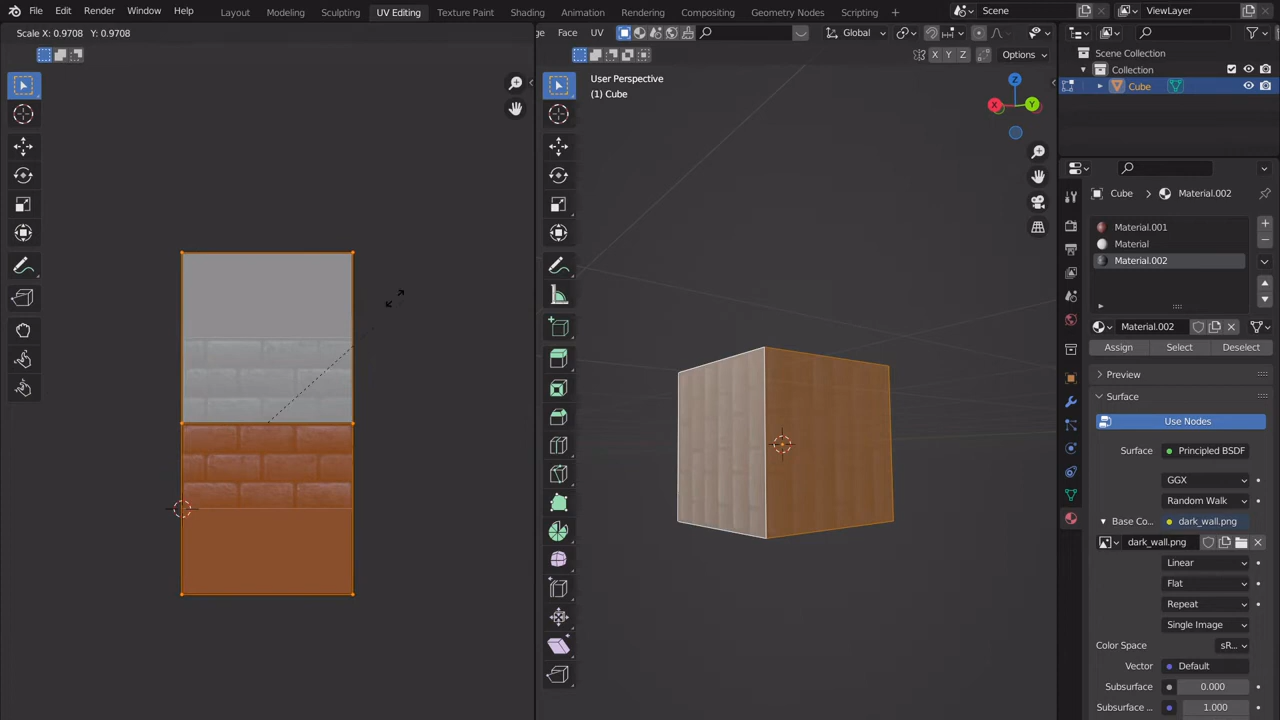 File Edit Render Window Help Layout Modeling Sculpting UV Editing Texture Paint Shading Animation Rendering Compositing Geometry Nodes Scripting + Scene ViewLayer
Scale X: 0.9708 Y: 0.9708
ge Face UV Global
X Y Z Options
User Perspective
(1) Cube
X Y Z
Scene Collection
Collection
Cube
Cube > Material.002
Material.001
Material
Material.002
Material.002
Assign Select Deselect
Preview
Surface
Use Nodes
Surface Principled BSDF
GGX
Random Walk
Base Co... dark_wall.png
dark_wall.png
Linear
Flat
Repeat
Single Image
Color Space sR...
Vector Default
Subsurface 0.000
Subsurface .. 1.000